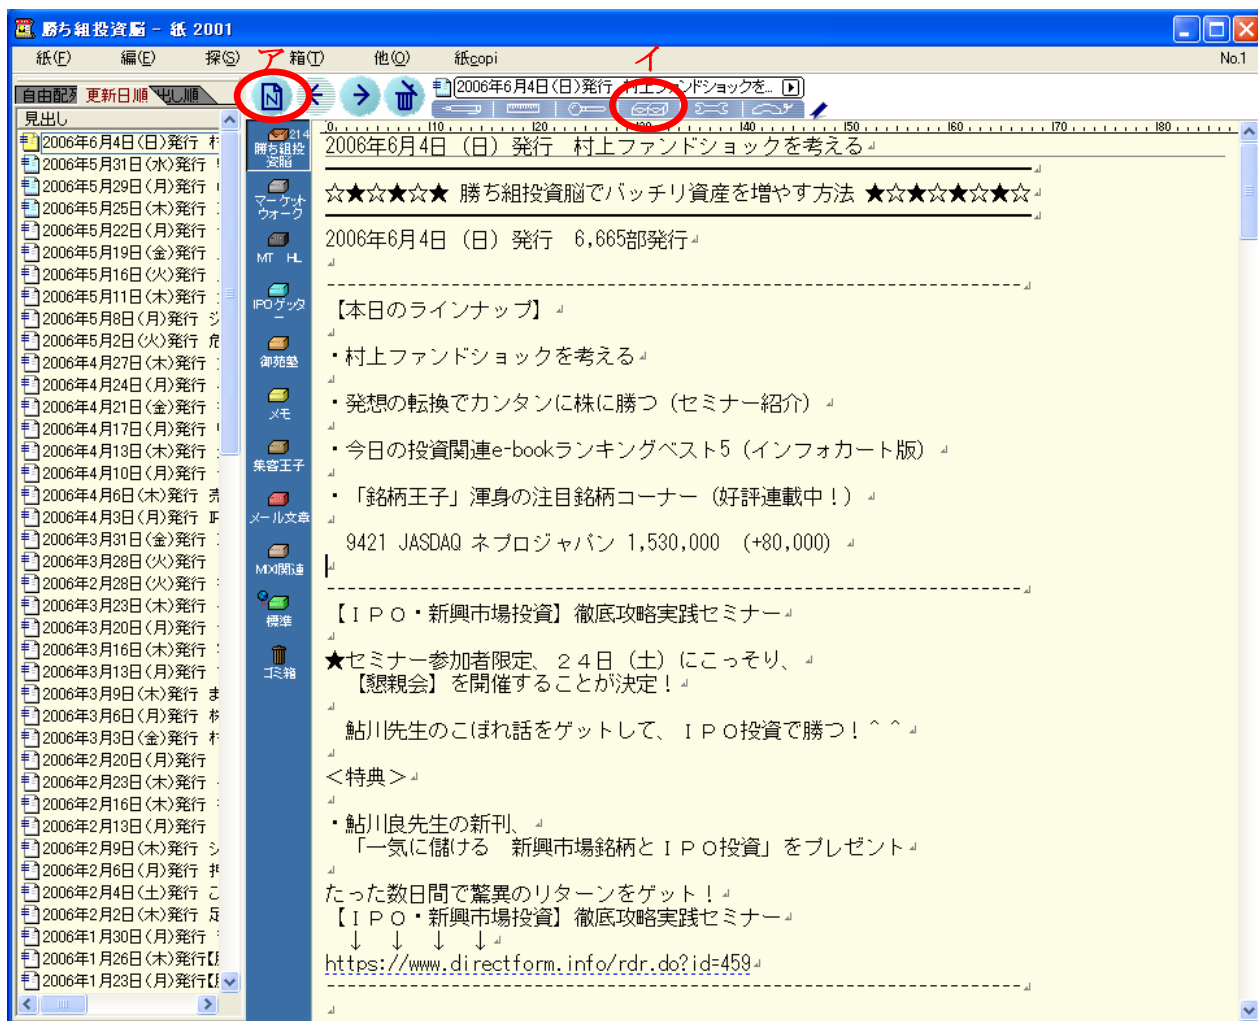 勝ち組投資脳 - 紙 2001
紙(F) 編(E) 探(S) ア 箱(T) 他(O) 紙copi イ No.1
自由配列 更新日順 出し順
2006年6月4日(日)発行 村上ファンドショックを...
見出し
2006年6月4日(日)発行
2006年5月31日(水)発行
2006年5月29日(月)発行
2006年5月25日(木)発行
2006年5月22日(月)発行
2006年5月19日(金)発行
2006年5月16日(火)発行
2006年5月11日(木)発行
2006年5月8日(月)発行 ジ
2006年5月2日(火)発行 危
2006年4月27日(木)発行
2006年4月24日(月)発行
2006年4月21日(金)発行
2006年4月17日(月)発行
2006年4月13日(木)発行
2006年4月10日(月)発行
2006年4月6日(木)発行 売
2006年4月3日(月)発行 IP
2006年3月31日(金)発行
2006年3月28日(火)発行
2006年2月28日(火)発行
2006年3月23日(木)発行
2006年3月20日(月)発行
2006年3月16日(木)発行
2006年3月13日(月)発行
2006年3月9日(木)発行 ま
2006年3月6日(月)発行 株
2006年3月3日(金)発行
2006年2月20日(月)発行
2006年2月23日(木)発行
2006年2月16日(木)発行
2006年2月13日(月)発行
2006年2月9日(木)発行 シ
2006年2月6日(月)発行 押
2006年2月4日(土)発行 こ
2006年2月2日(木)発行 足
2006年1月30日(月)発行
2006年1月26日(木)発行【
2006年1月23日(月)発行【
214
勝ち組投
資脳
マーケット
ウォーク
MT HL
IPOゲッタ
ー
御苑塾
メモ
集客王子
メール文章
MIXI関連
標準
ゴミ箱
0 10 20 30 40 50 60 70 80
2006年6月4日（日）発行 村上ファンドショックを考える
☆★☆★☆★ 勝ち組投資脳でバッチリ資産を増やす方法 ★☆★☆★☆★☆
2006年6月4日（日）発行 6,665部発行
【本日のラインナップ】
・村上ファンドショックを考える
・発想の転換でカンタンに株に勝つ（セミナー紹介）
・今日の投資関連e-bookランキングベスト5（インフォカート版）
・「銘柄王子」渾身の注目銘柄コーナー（好評連載中！）
9421 JASDAQ ネプロジャパン 1,530,000 (+80,000)
【ＩＰＯ・新興市場投資】徹底攻略実践セミナー
★セミナー参加者限定、２４日（土）にこっそり、
【懇親会】を開催することが決定！
鮎川先生のこぼれ話をゲットして、ＩＰＯ投資で勝つ！＾＾
＜特典＞
・鮎川良先生の新刊、
「一気に儲ける 新興市場銘柄とＩＰＯ投資」をプレゼント
たった数日間で驚異のリターンをゲット！
【ＩＰＯ・新興市場投資】徹底攻略実践セミナー
↓ ↓ ↓ ↓
https://www.directform.info/rdr.do?id=459